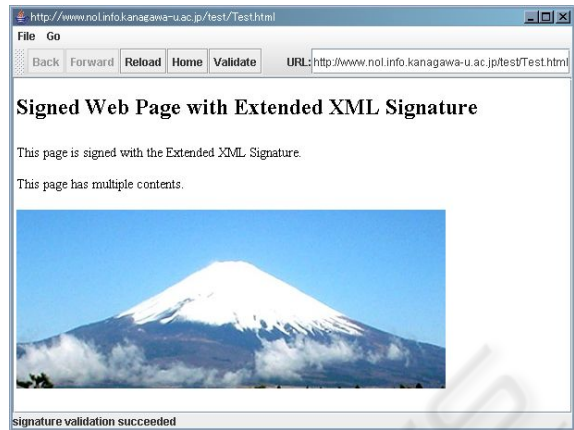 http://www.nol.info.kanagawa-u.ac.jp/test/Test.html
File Go
Back Forward Reload Home Validate URL: http://www.nol.info.kanagawa-u.ac.jp/test/Test.html
Signed Web Page with Extended XML Signature
This page is signed with the Extended XML Signature.
This page has multiple contents.
signature validation succeeded